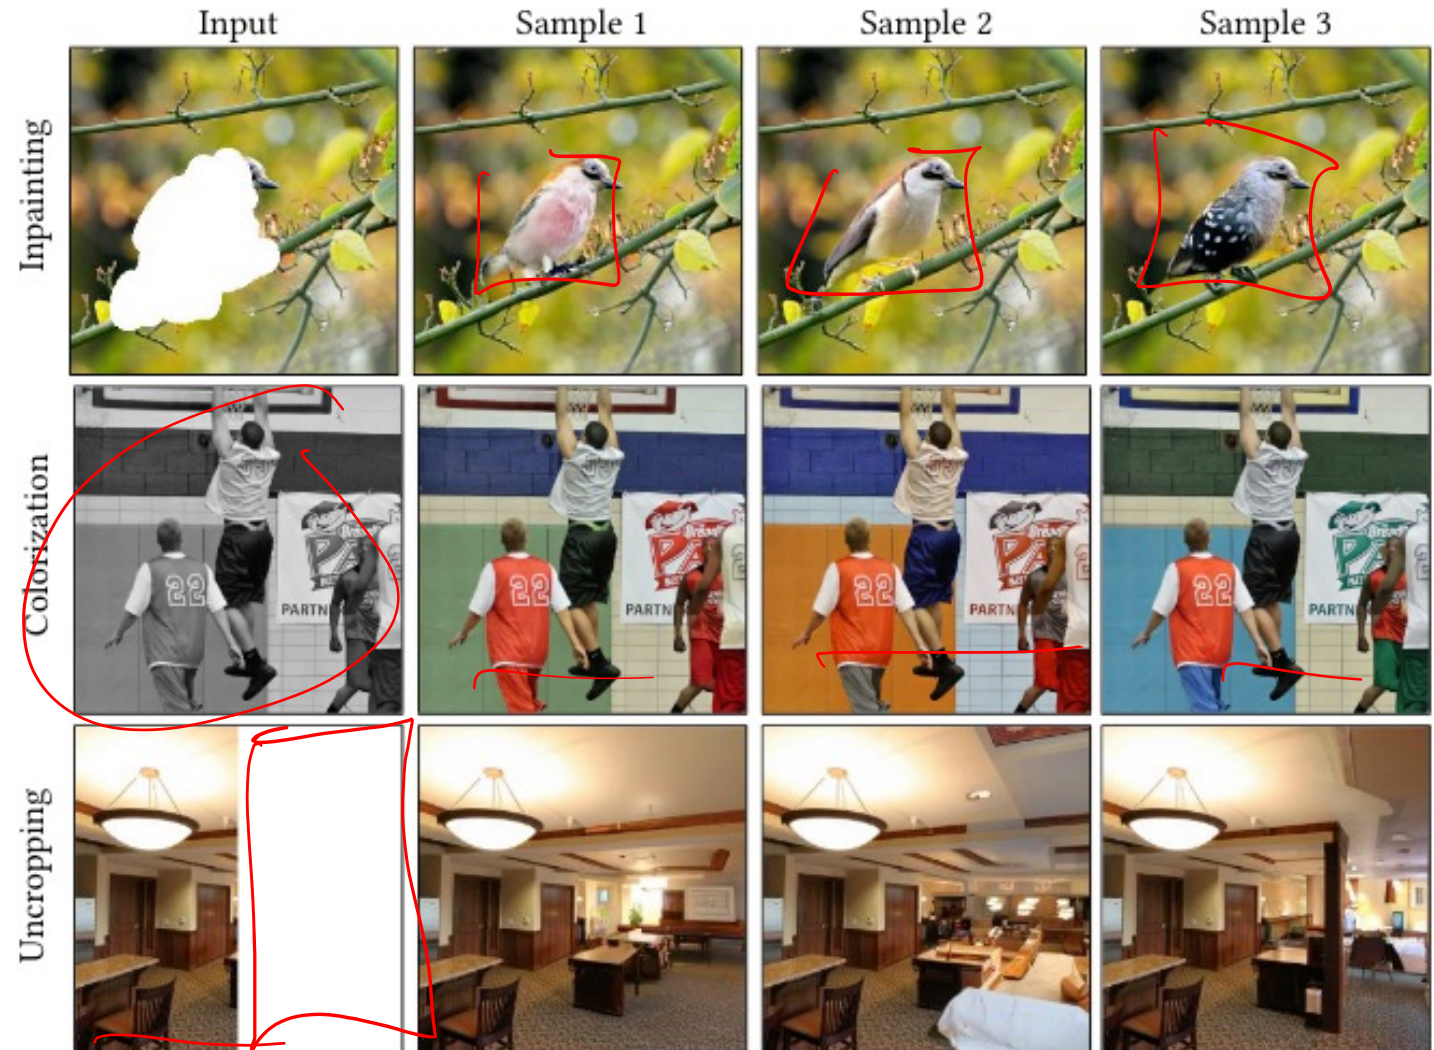 Input
Sample 1
Sample 2
Sample 3
Inpainting
Colorization
22
PARTN
22
PARTN
22
PARTN
22
PARTN
Uncropping